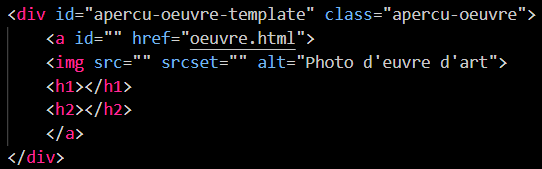 <div id="apercu-oeuvre-template" class="apercu-oeuvre">
<a id="" href="oeuvre.html">
<img src="" srcset="" alt="Photo d'euvre d'art">
<h1></h1>
<h2></h2>
</a>
</div>